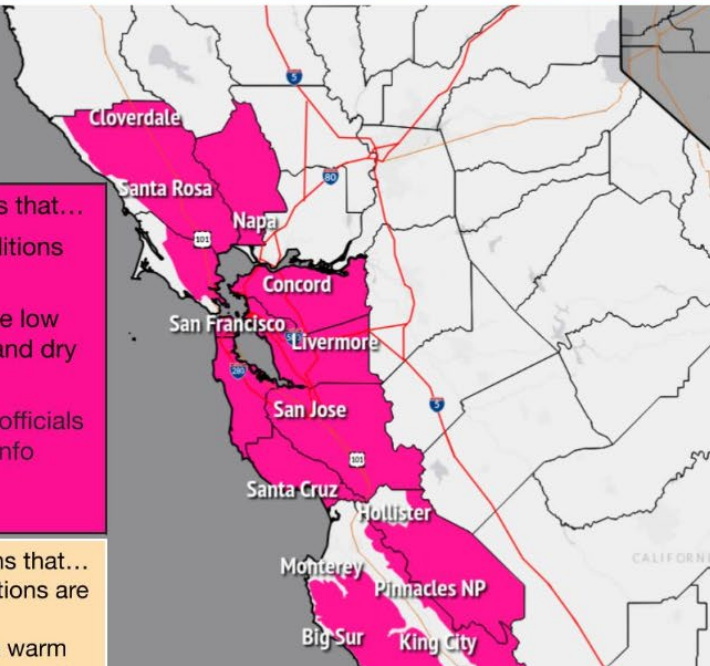 5
Cloverdale
80
Santa Rosa
s that...
Napa
ditions
101
Concord
e low
San Francisco
and dry
Livermore
280
officials
San Jose
5
nfo
101
Santa Cruz
Hollister
ns that...
CALIFORNI
Monterey
tions are
Pinnacles NP
Big Sur
King City
warm